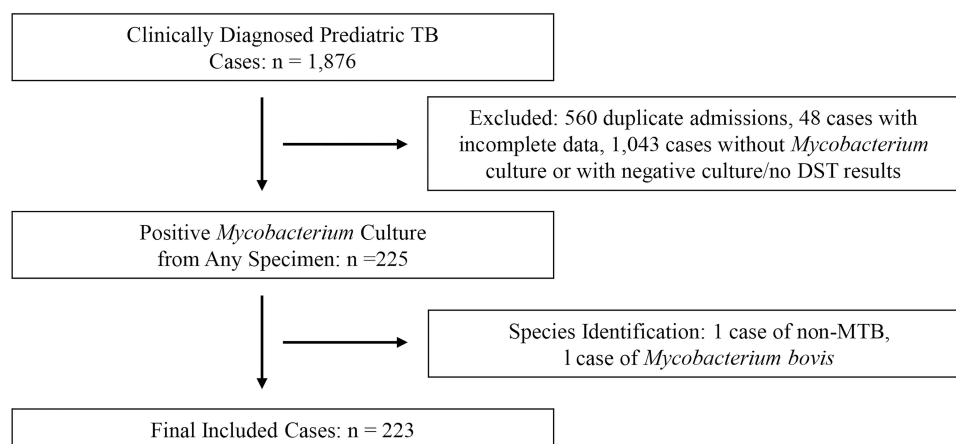 Clinically Diagnosed Prediatric TB
Cases: n = 1,876
Excluded: 560 duplicate admissions, 48 cases with
incomplete data, 1,043 cases without Mycobacterium
culture or with negative culture/no DST results
Positive Mycobacterium Culture
from Any Specimen: n =225
Species Identification: 1 case of non-MTB,
1 case of Mycobacterium bovis
Final Included Cases: n = 223